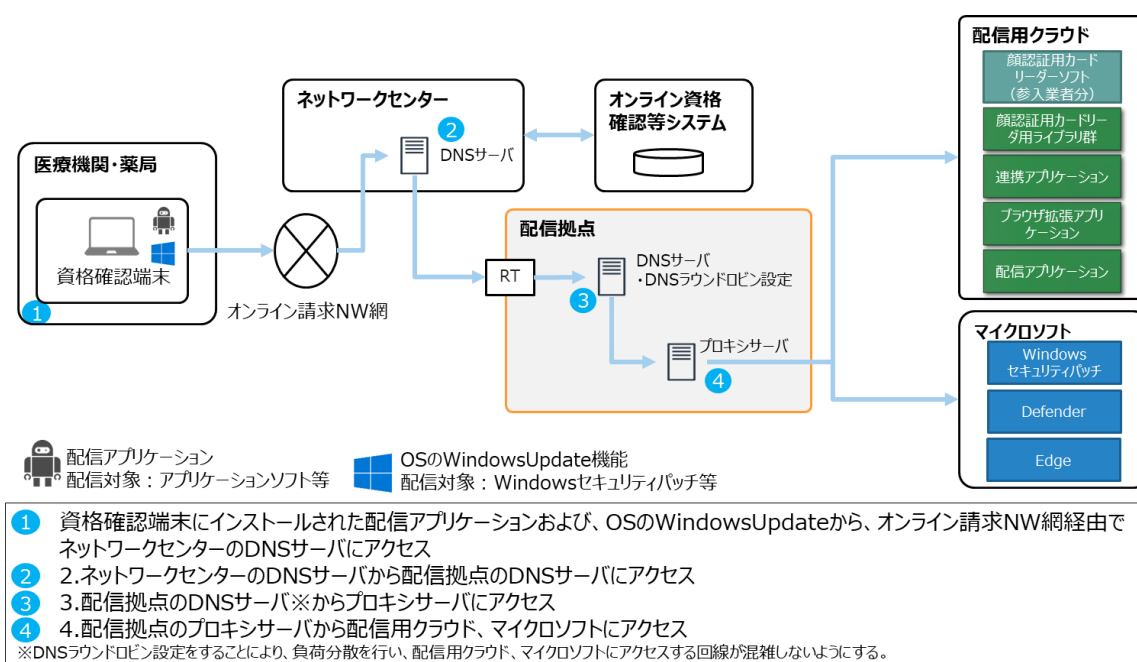 医療機関・薬局
資格確認端末
1
オンライン請求NW網
ネットワークセンター
2
DNSサーバ
オンライン資格
確認等システム
配信拠点
RT
3
DNSサーバ
・DNSラウンドロビン設定
プロキシサーバ
4
配信用クラウド
顔認証用カード
リーダーソフト
（参入業者分）
顔認証用カードリー
ダ用ライブラリ群
連携アプリケーション
ブラウザ拡張アプリ
ケーション
配信アプリケーション
マイクロソフト
Windows
セキュリティパッチ
Defender
Edge
配信アプリケーション
配信対象：アプリケーションソフト等
OSのWindowsUpdate機能
配信対象：Windowsセキュリティパッチ等
1 資格確認端末にインストールされた配信アプリケーションおよび、OSのWindowsUpdateから、オンライン請求NW網経由で
ネットワークセンターのDNSサーバにアクセス
2 2.ネットワークセンターのDNSサーバから配信拠点のDNSサーバにアクセス
3 3.配信拠点のDNSサーバ※からプロキシサーバにアクセス
4 4.配信拠点のプロキシサーバから配信用クラウド、マイクロソフトにアクセス
※DNSラウンドロビン設定をすることにより、負荷分散を行い、配信用クラウド、マイクロソフトにアクセスする回線が混雑しないようにする。